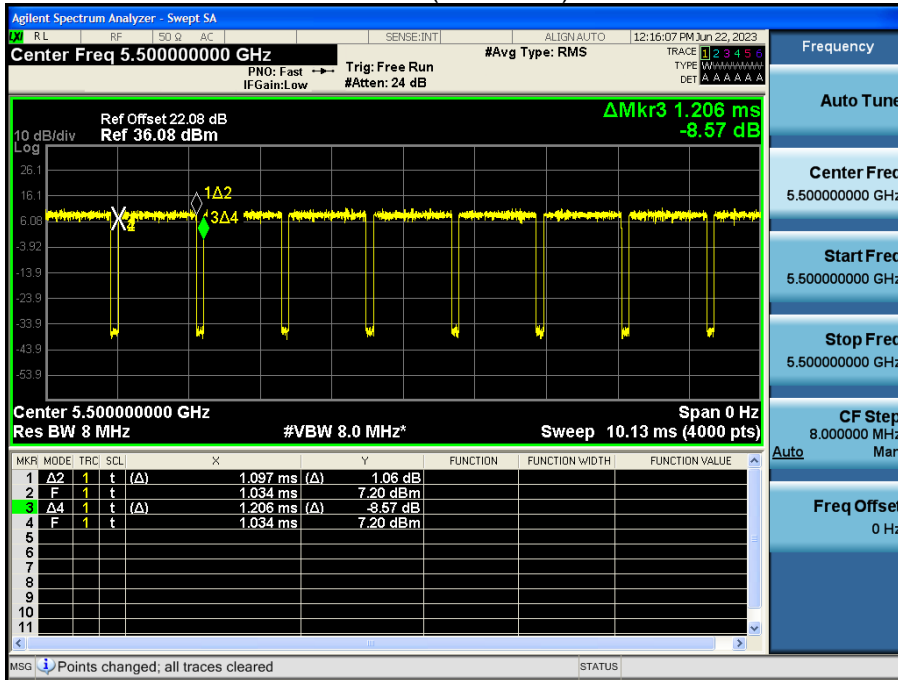 Agilent Spectrum Analyzer - Swept SA
LXI RL RF 50 Ω AC SENSE:INT ALIGN AUTO 12:16:07 PM Jun 22, 2023
Center Freq 5.500000000 GHz
PNO: Fast
IFGain:Low
Trig: Free Run
#Atten: 24 dB
#Avg Type: RMS
TRACE 1 2 3 4 5 6
TYPE WWWWWW
DET A A A A A A
Frequency
Auto Tune
Center Freq
5.500000000 GHz
Start Freq
5.500000000 GHz
Stop Freq
5.500000000 GHz
CF Step
8.000000 MHz
Auto Man
Freq Offset
0 Hz
ΔMkr3 1.206 ms
-8.57 dB
Ref Offset 22.08 dB
10 dB/div Ref 36.08 dBm
Log
26.1
16.1
6.08
-3.92
-13.9
-23.9
-33.9
-43.9
-53.9
1Δ2
3Δ4
4
Center 5.500000000 GHz Span 0 Hz
Res BW 8 MHz #VBW 8.0 MHz* Sweep 10.13 ms (4000 pts)
MKR MODE TRC SCL X Y FUNCTION FUNCTION WIDTH FUNCTION VALUE
1 Δ2 1 t (Δ) 1.097 ms (Δ) 1.06 dB
2 F 1 t 1.034 ms 7.20 dBm
3 Δ4 1 t (Δ) 1.206 ms (Δ) -8.57 dB
4 F 1 t 1.034 ms 7.20 dBm
5
6
7
8
9
10
11
MSG Points changed; all traces cleared STATUS